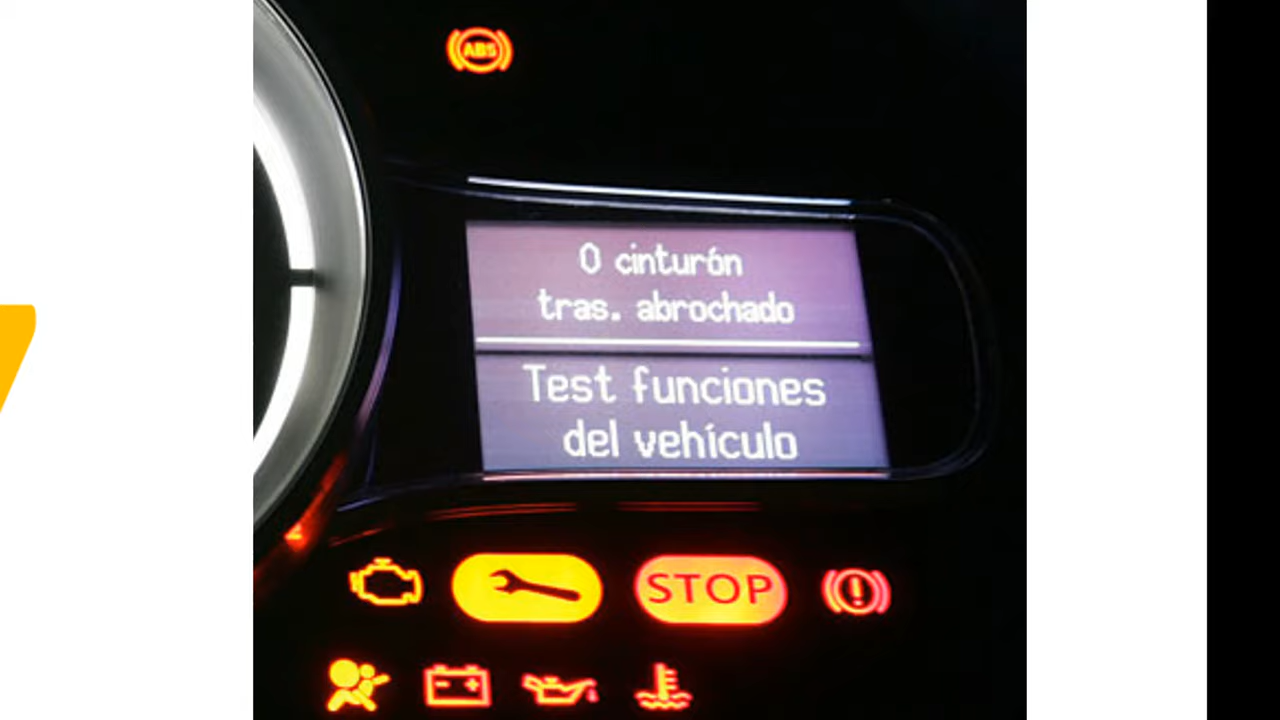 ABS
0 cinturón
tras. abrochado
Test funciones
del vehículo
STOP